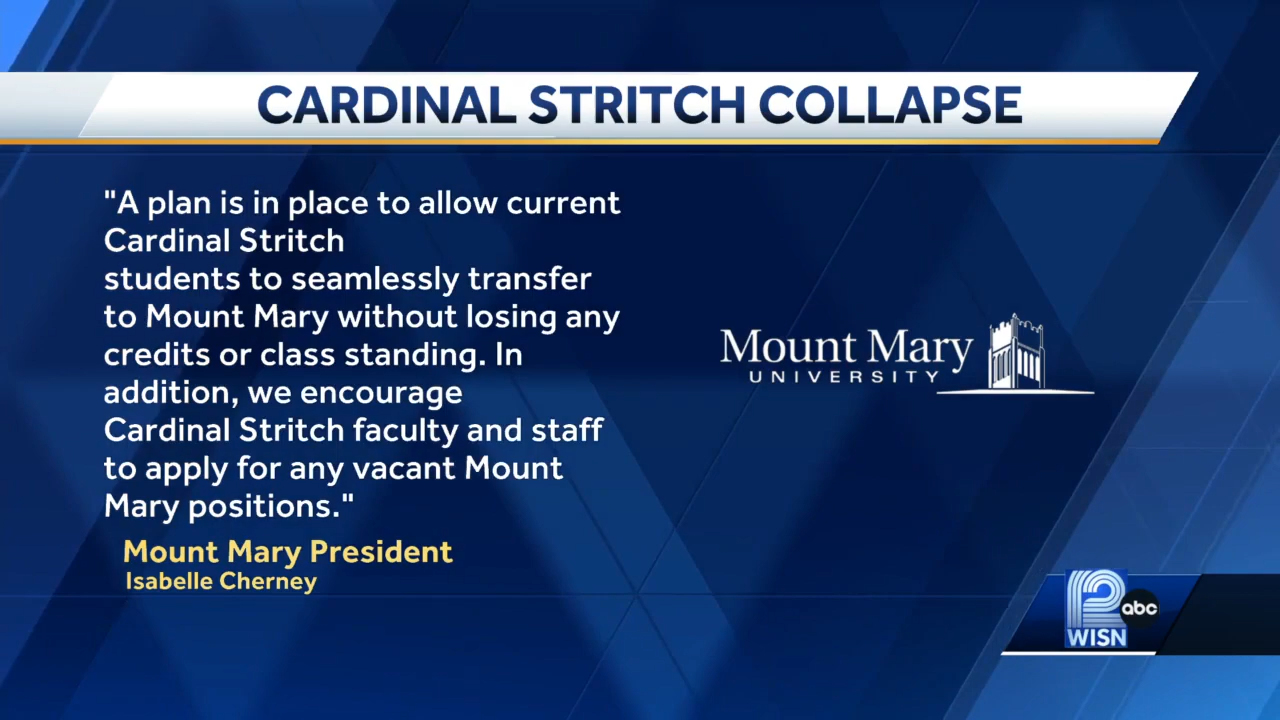 CARDINAL STRITCH COLLAPSE
"A plan is in place to allow current
Cardinal Stritch
students to seamlessly transfer
to Mount Mary without losing any
credits or class standing. In
addition, we encourage
Cardinal Stritch faculty and staff
to apply for any vacant Mount
Mary positions."
Mount Mary President
Isabelle Cherney
Mount Mary
UNIVERSITY
12
abc
WISN